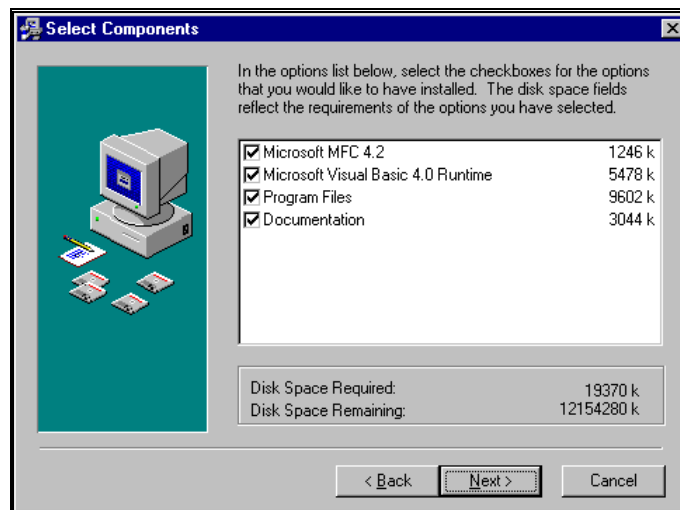 Select Components
In the options list below, select the checkboxes for the options
that you would like to have installed.  The disk space fields
reflect the requirements of the options you have selected.
Microsoft MFC 4.2 1246 k
Microsoft Visual Basic 4.0 Runtime 5478 k
Program Files 9602 k
Documentation 3044 k
Disk Space Required: 19370 k
Disk Space Remaining: 12154280 k
< Back Next > Cancel